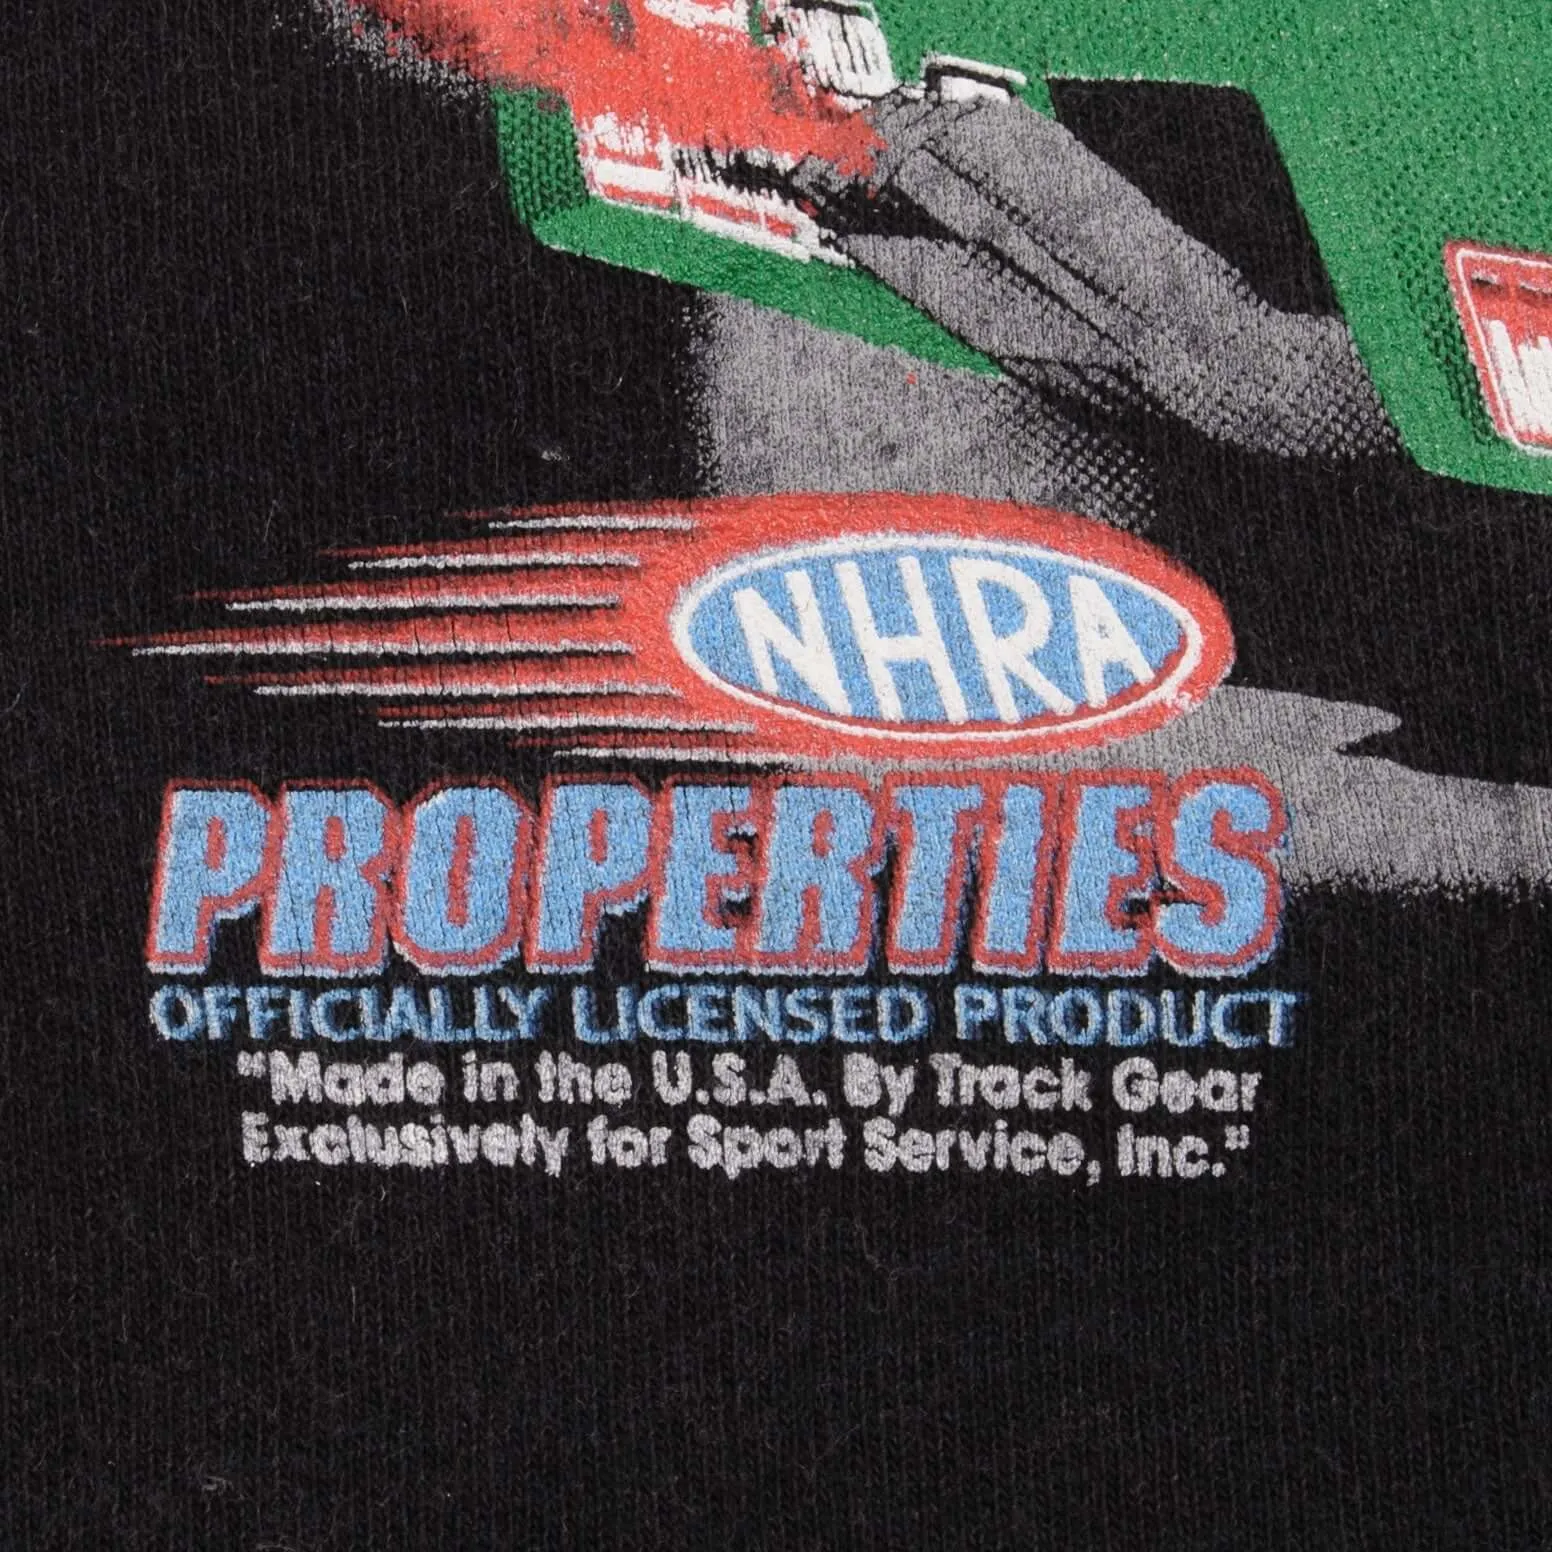 NHRA
PROPERTIES
OFFICIALLY LICENSED PRODUCT
"Made in the U.S.A. By Track Gear
Exclusively for Sport Service, Inc."